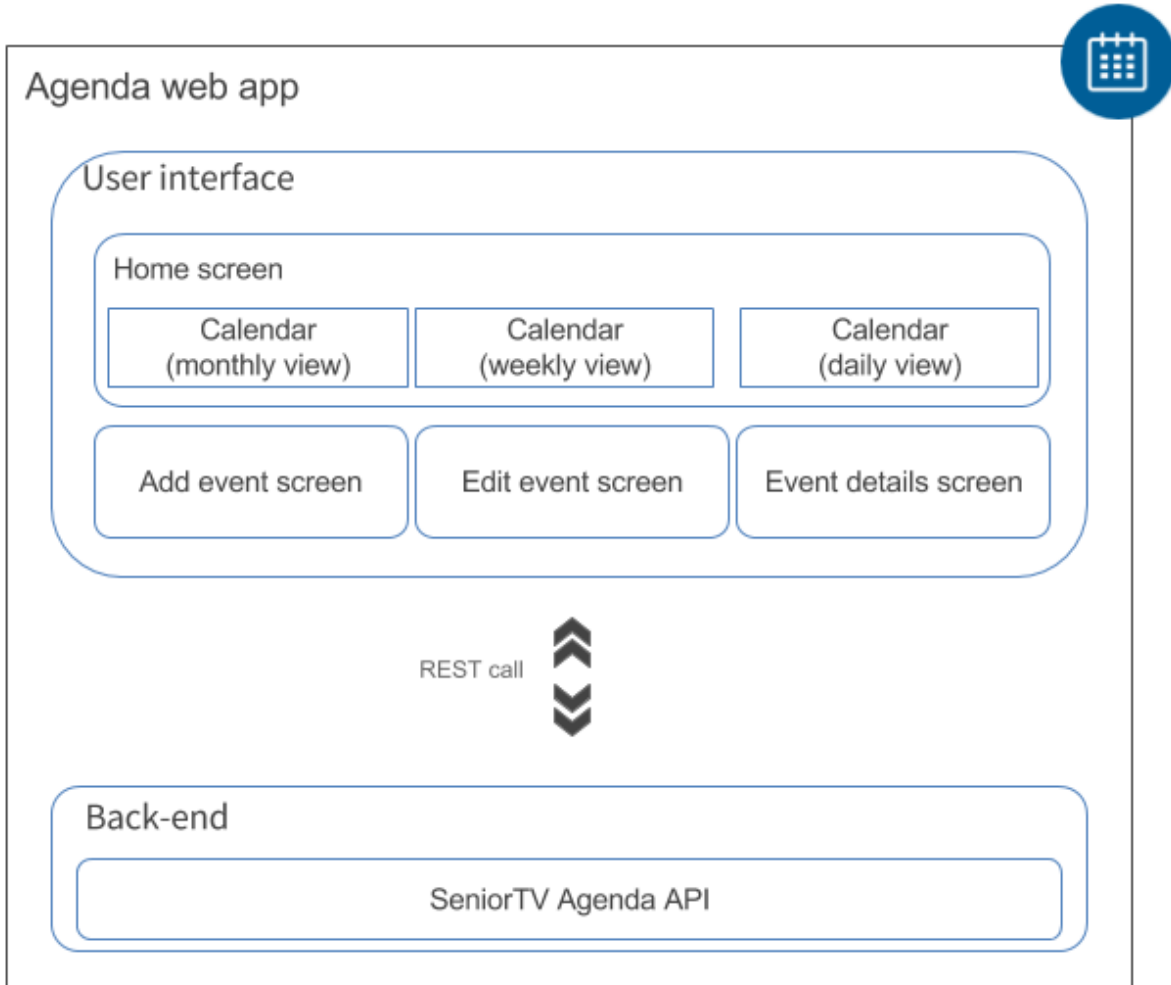 Agenda web app
User interface
Home screen
Calendar
(monthly view)
Calendar
(weekly view)
Calendar
(daily view)
Add event screen
Edit event screen
Event details screen
REST call
Back-end
SeniorTV Agenda API